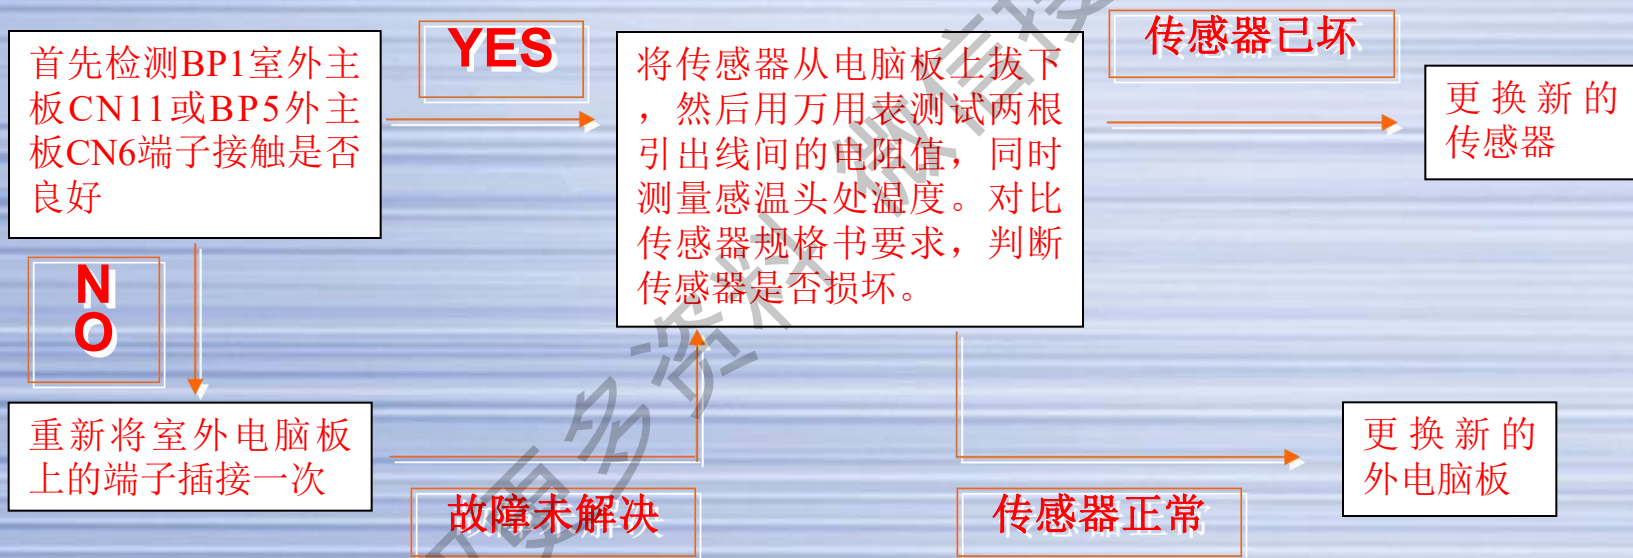 首先检测BP1室外主
板CN11或BP5外主
板CN6端子接触是否
良好
YES
将传感器从电脑板上拔下
，然后用万用表测试两根
引出线间的电阻值，同时
测量感温头处温度。对比
传感器规格书要求，判断
传感器是否损坏。
传感器已坏
更换新的
传感器
N
O
重新将室外电脑板
上的端子插接一次
故障未解决
传感器正常
更换新的
外电脑板
更多资料 微信搜